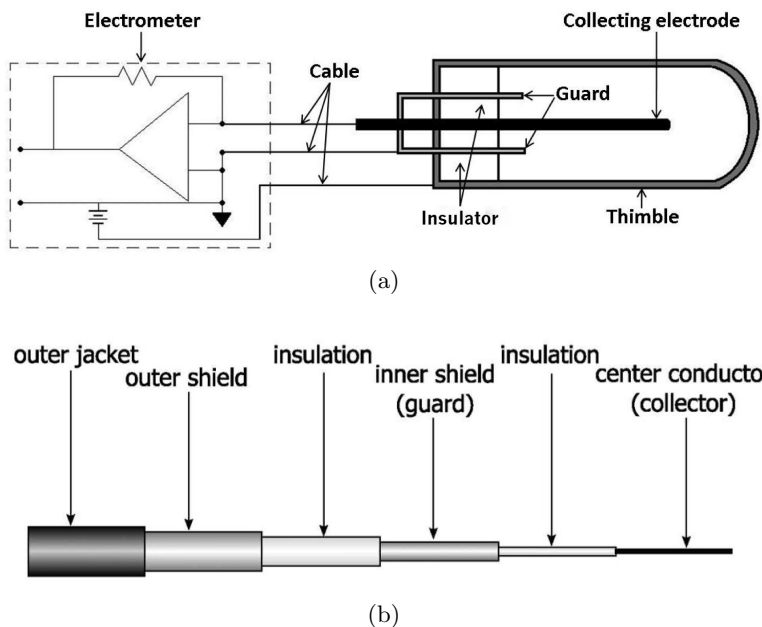 Electrometer
Collecting electrode
Cable
Guard
Insulator
Thimble
(a)
outer jacket
outer shield
insulation
inner shield
(guard)
insulation
center conducto
(collector)
(b)